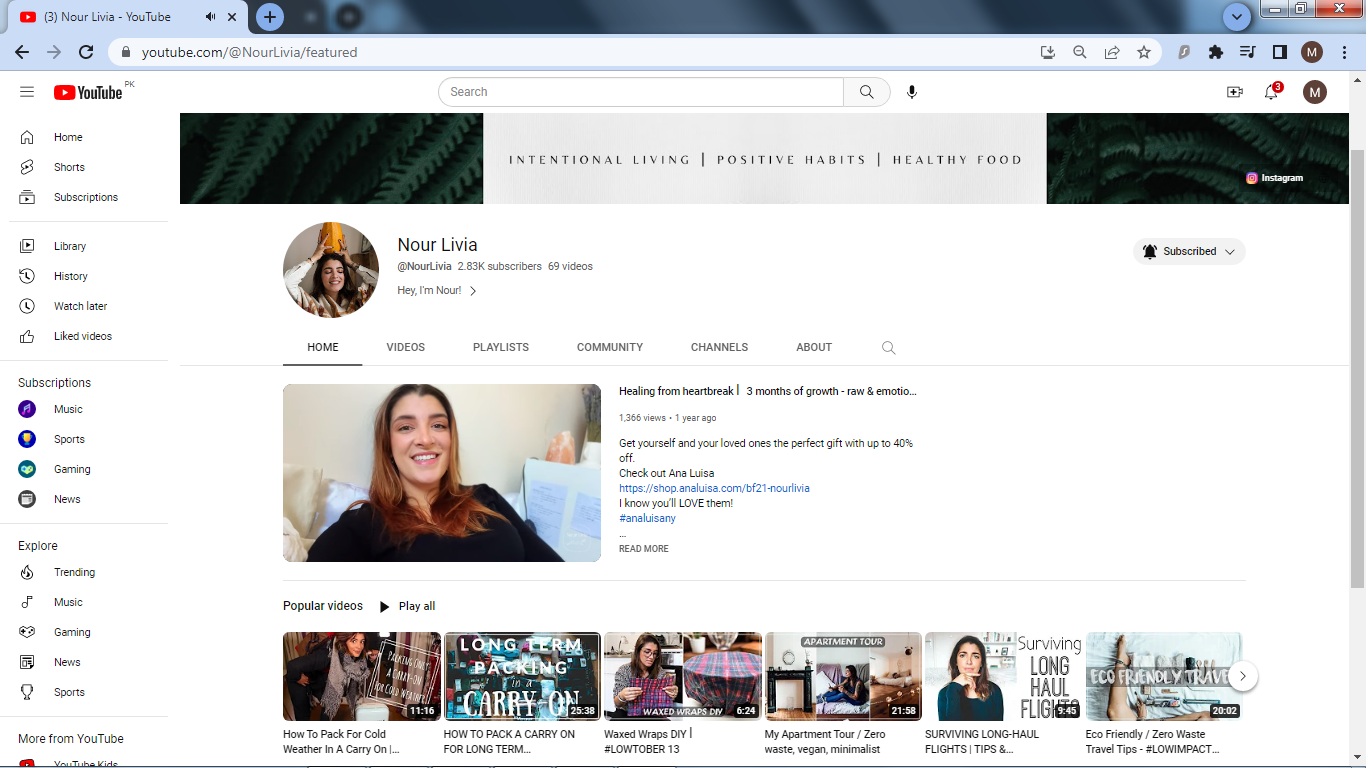 (3) Nour Livia - YouTube
youtube.com/@NourLivia/featured
M
YouTube PK
Search
3
M
Home
Shorts
Subscriptions
Library
History
Watch later
Liked videos
Subscriptions
Music
Sports
Gaming
News
Explore
Trending
Music
Gaming
News
Sports
More from YouTube
YouTube Kids
INTENTIONAL LIVING | POSITIVE HABITS | HEALTHY FOOD
Instagram
Nour Livia
@NourLivia 2.83K subscribers 69 videos
Hey, I'm Nour!
Subscribed
HOME VIDEOS PLAYLISTS COMMUNITY CHANNELS ABOUT
Healing from heartbreak | 3 months of growth - raw & emotio...
1,366 views • 1 year ago
Get yourself and your loved ones the perfect gift with up to 40%
off.
Check out Ana Luisa
https://shop.analuisa.com/bf21-nourlivia
I know you'll LOVE them!
#analuisany
...
READ MORE
Popular videos Play all
PACKING ONLY
A CARRY-ON
FOR COLD WEATHER
11:16
How To Pack For Cold
Weather In A Carry On |...
LONG TERM
PACKING
in a
CARRY-ON
25:38
HOW TO PACK A CARRY ON
FOR LONG TERM...
WAXED WRAPS DIY
6:24
Waxed Wraps DIY |
#LOWTOBER 13
APARTMENT TOUR
21:58
My Apartment Tour / Zero
waste, vegan, minimalist
Surviving
LONG
HAUL
FLIGHTS
9:45
SURVIVING LONG-HAUL
FLIGHTS | TIPS &...
ECO FRIENDLY TRAVE
20:02
Eco Friendly / Zero Waste
Travel Tips - #LOWIMPACT...